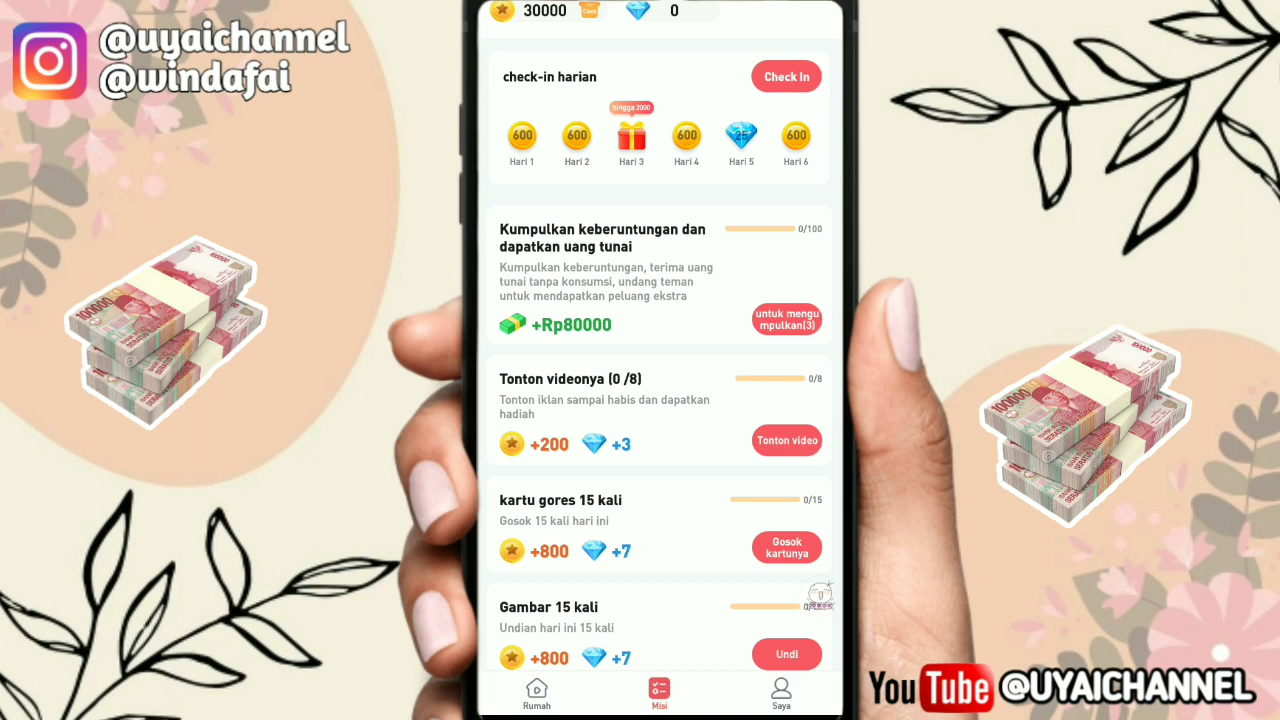 @uyaichannel
@windafai
30000
Cash
0
check-in harian
Check In
hingga 2000
600
600
600
25
600
Hari 1
Hari 2
Hari 3
Hari 4
Hari 5
Hari 6
Kumpulkan keberuntungan dan
dapatkan uang tunai
0/100
Kumpulkan keberuntungan, terima uang
tunai tanpa konsumsi, undang teman
untuk mendapatkan peluang ekstra
+Rp80000
untuk mengu
mpulkan(3)
Tonton videonya (0 /8)
0/8
Tonton iklan sampai habis dan dapatkan
hadiah
+200
+3
Tonton video
kartu gores 15 kali
0/15
Gosok 15 kali hari ini
+800
+7
Gosok
kartunya
Gambar 15 kali
Undian hari ini 15 kali
+800
+7
Undi
Rumah
Misi
Saya
100000
100000
100000
100000
YouTube @UYAICHANNEL